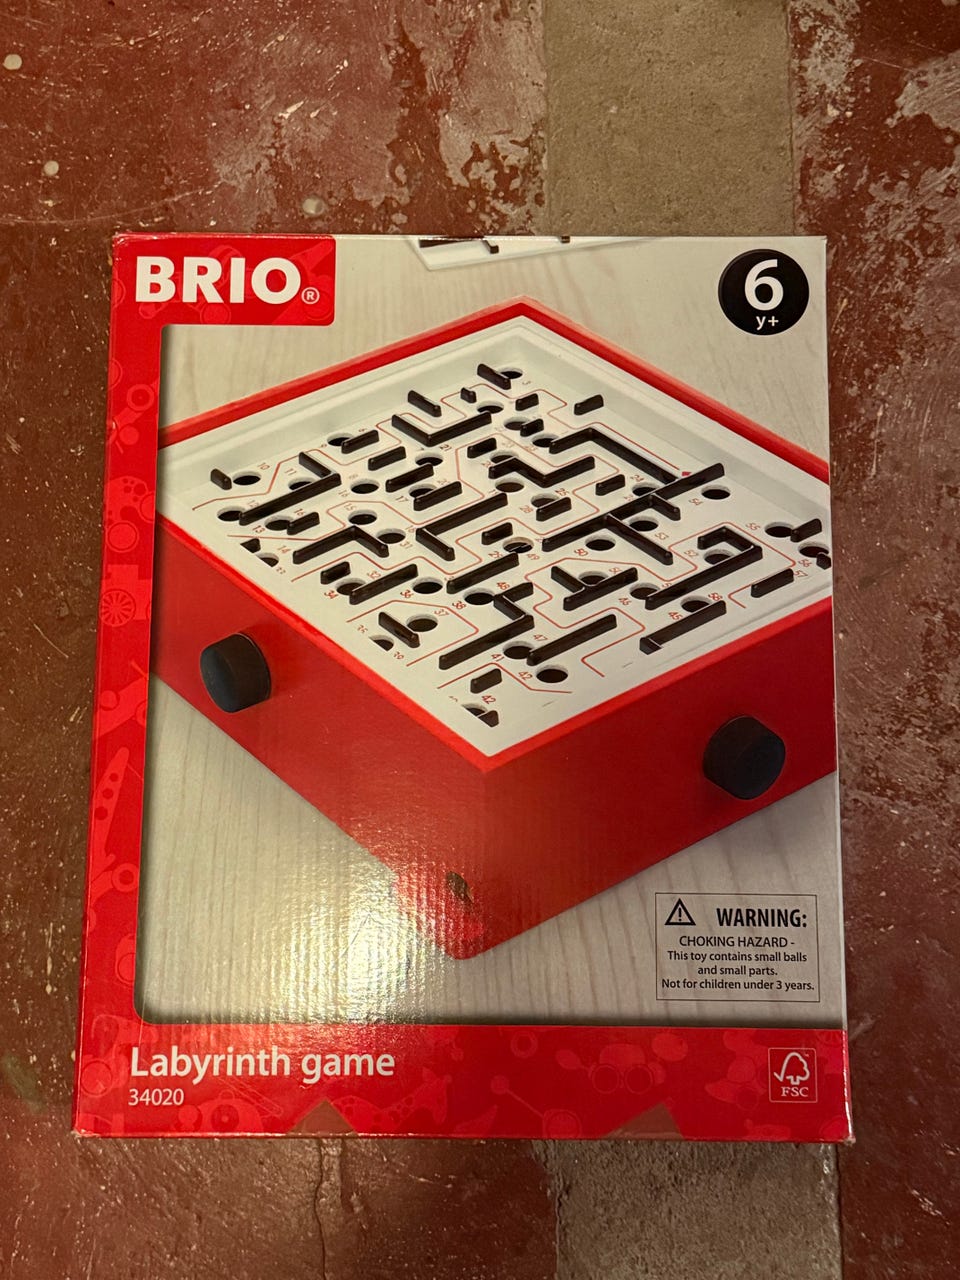 BRIO®
6
y+
WARNING:
CHOKING HAZARD -
This toy contains small balls
and small parts.
Not for children under 3 years.
Labyrinth game
34020
FSC